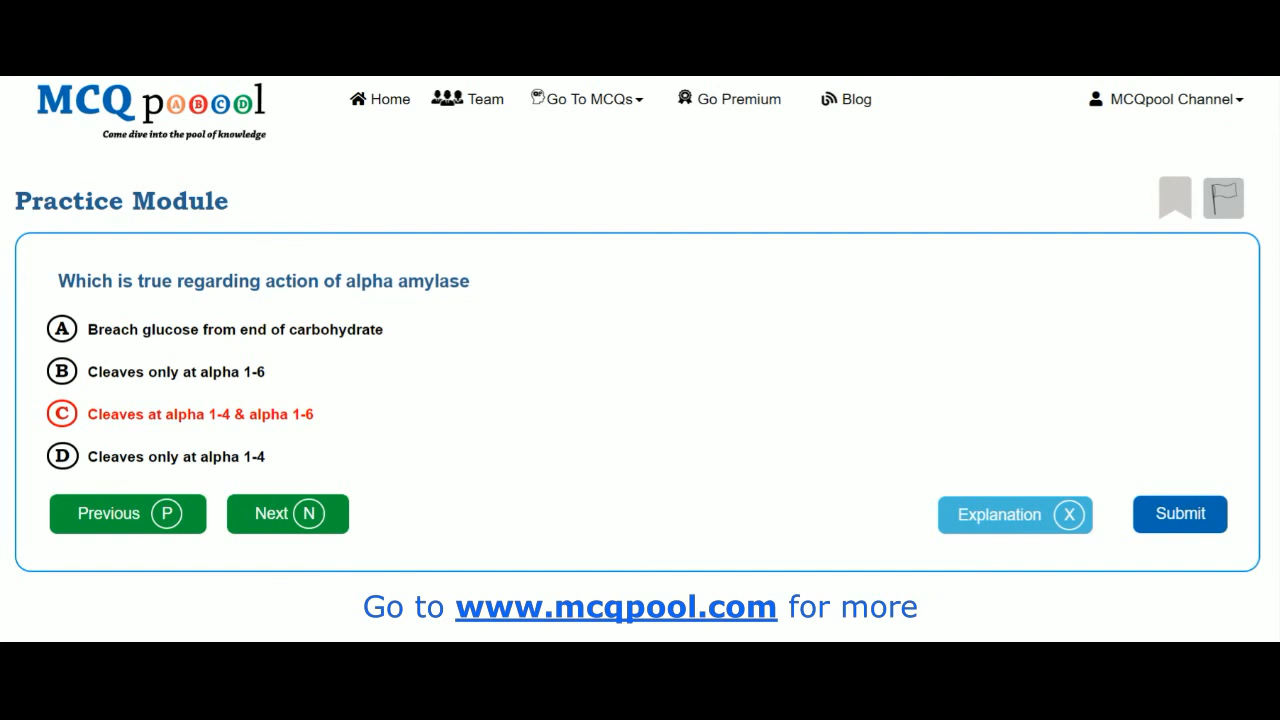 MCQ pooool
A B C D
Come dive into the pool of knowledge
Home Team Go To MCQs Go Premium Blog MCQpool Channel
Practice Module
Which is true regarding action of alpha amylase
A Breach glucose from end of carbohydrate
B Cleaves only at alpha 1-6
C Cleaves at alpha 1-4 & alpha 1-6
D Cleaves only at alpha 1-4
Previous P Next N Explanation X Submit
Go to www.mcqpool.com for more